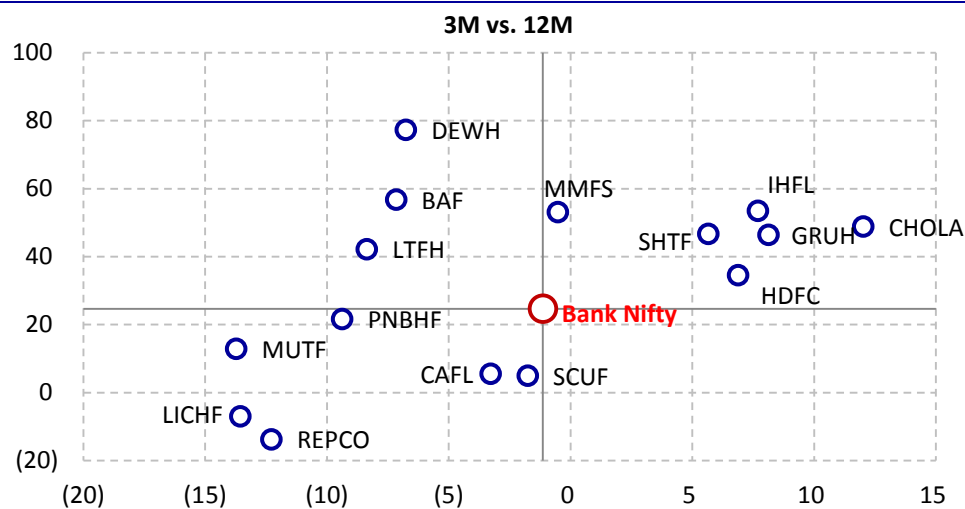 3M vs. 12M
100
80
60
40
20
0
(20)
DEWH
BAF
LTFH
MMFS
IHFL
SHTF
GRUH
CHOLA
HDFC
Bank Nifty
PNBHF
MUTF
CAFL
SCUF
LICHF
REPCO
(20) (15) (10) (5) 0 5 10 15